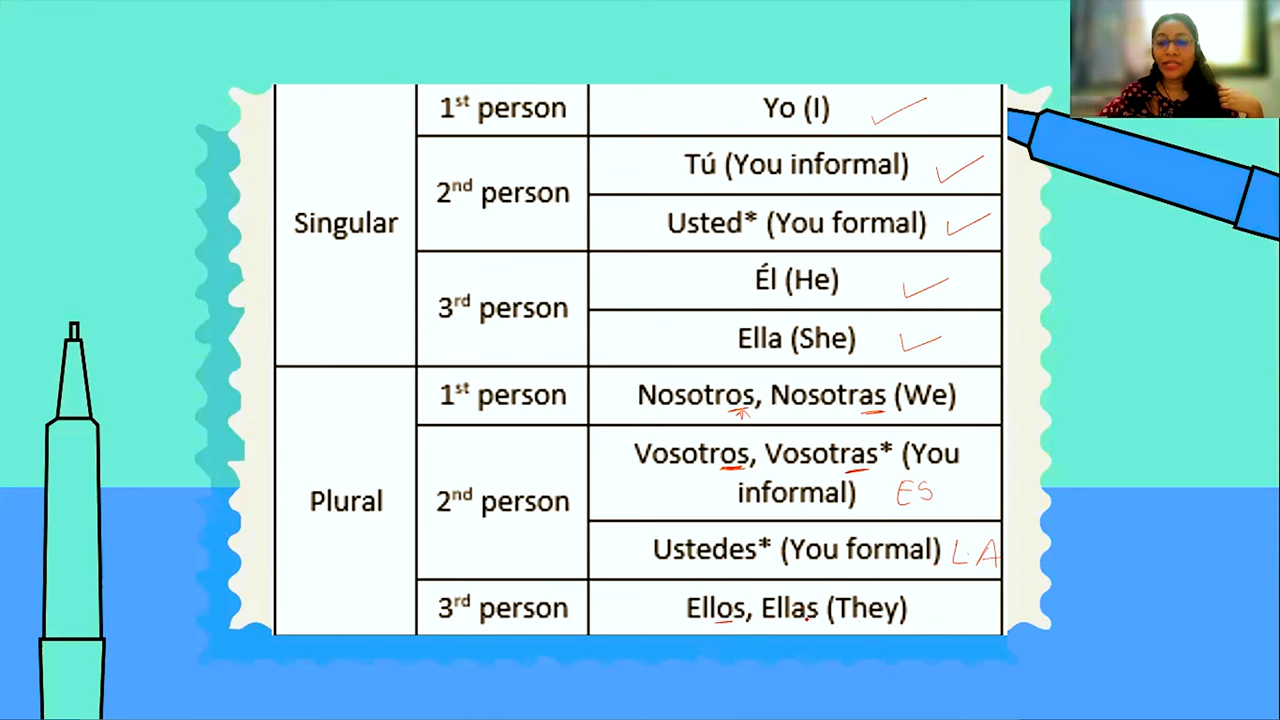 1st person
Yo (I)
Tú (You informal)
2nd person
Usted* (You formal)
Singular
Él (He)
3rd person
Ella (She)
1st person
Nosotros, Nosotras (We)
Vosotros, Vosotras* (You
informal) ES
2nd person
Plural
Ustedes* (You formal) L.A
3rd person
Ellos, Ellas (They)